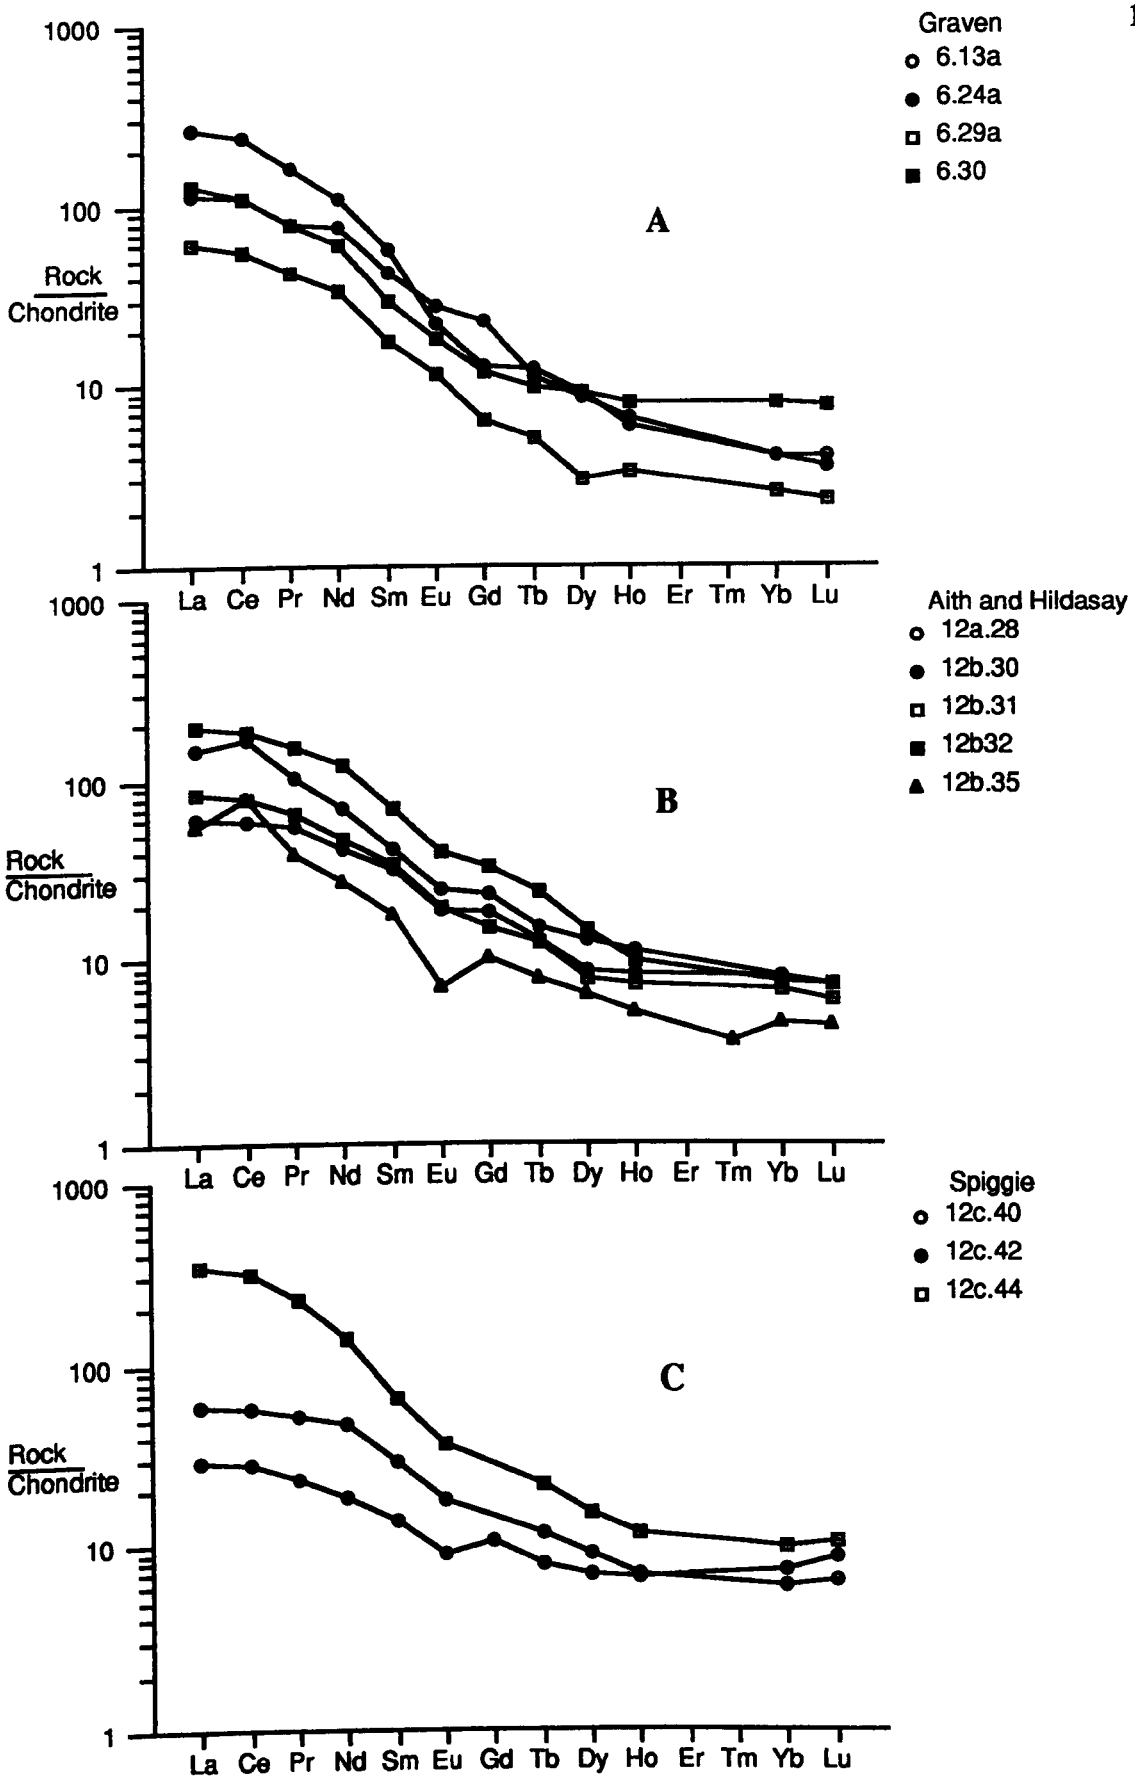 1
Graven
6.13a
6.24a
6.29a
6.30
A
1000
100
10
1
Rock
Chondrite
La Ce Pr Nd Sm Eu Gd Tb Dy Ho Er Tm Yb Lu
Aith and Hildasay
12a.28
12b.30
12b.31
12b32
12b.35
B
1000
100
10
1
Rock
Chondrite
La Ce Pr Nd Sm Eu Gd Tb Dy Ho Er Tm Yb Lu
Spiggie
12c.40
12c.42
12c.44
C
1000
100
10
1
Rock
Chondrite
La Ce Pr Nd Sm Eu Gd Tb Dy Ho Er Tm Yb Lu